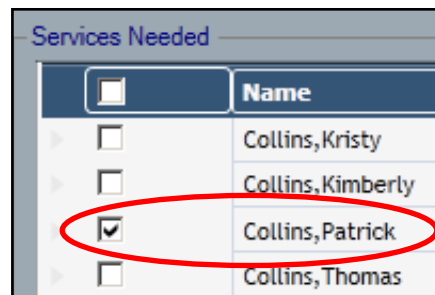 Services Needed
Name
Collins,Kristy
Collins,Kimberly
Collins,Patrick
Collins,Thomas